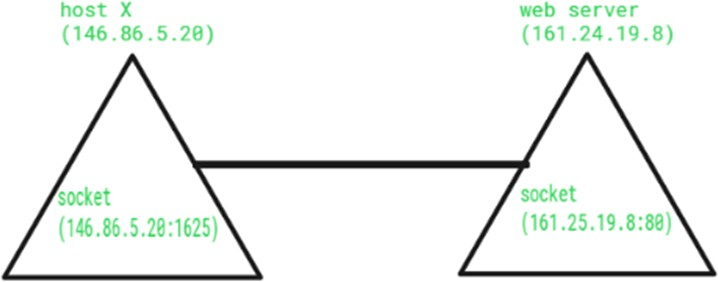 host X
(146.86.5.20)
web server
(161.24.19.8)
socket
(146.86.5.20:1625)
socket
(161.25.19.8:80)